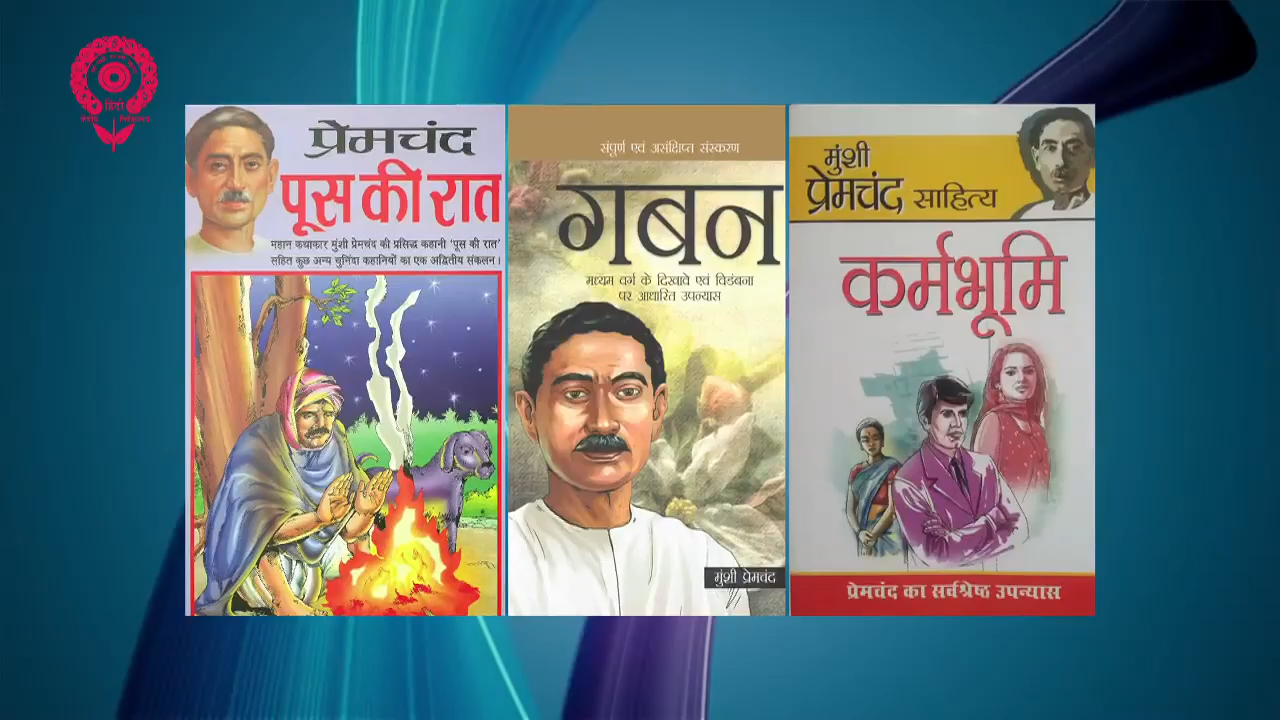 हिंदी
प्रेमचंद
पूस की रात
महान कथाकार मुंशी प्रेमचंद की प्रसिद्ध कहानी 'पूस की रात'
सहित कुछ अन्य चुनिंदा कहानियों का एक अद्वितीय संकलन।
संपूर्ण एवं असंक्षिप्त संस्करण
गबन
मध्यम वर्ग के दिखावे एवं विडंबना
पर आधारित उपन्यास
मुंशी प्रेमचंद
मुंशी
प्रेमचंद साहित्य
कर्मभूमि
प्रेमचंद का सर्वश्रेष्ठ उपन्यास